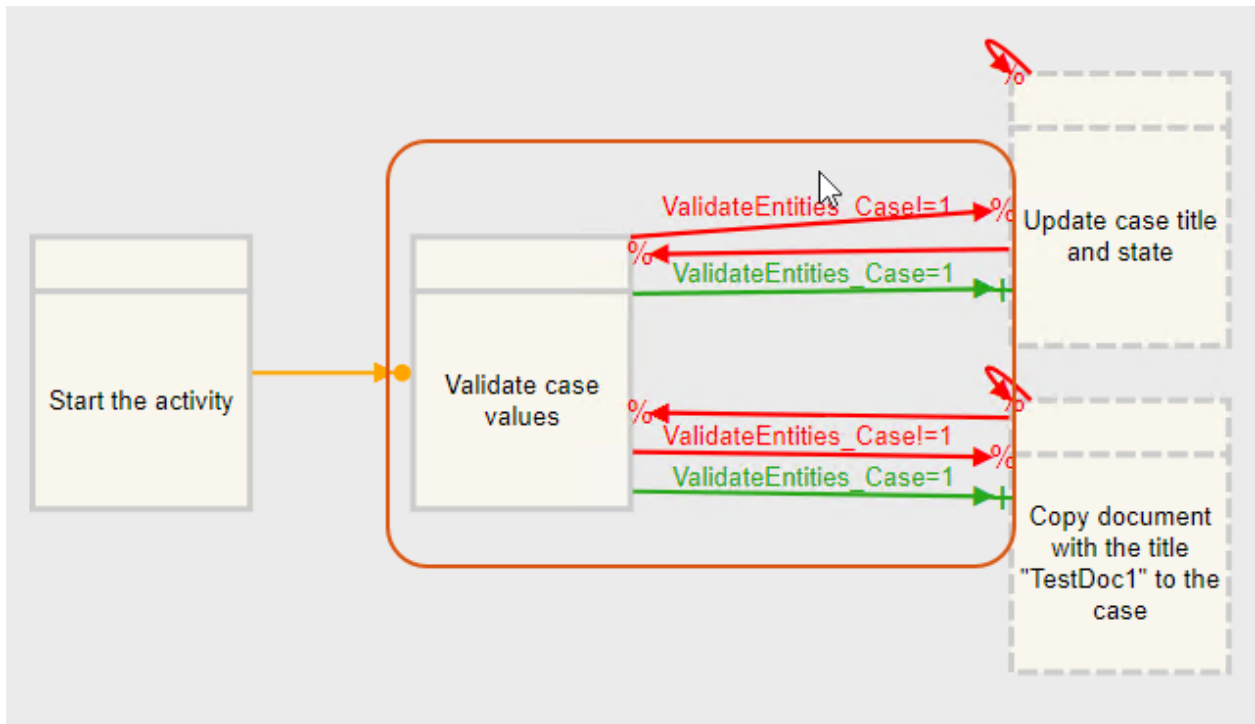 %
ValidateEntities_Case!=1
%
Update case title
and state
%
ValidateEntities_Case=1
+
Start the activity
Validate case
values
%
%
ValidateEntities_Case!=1
%
ValidateEntities_Case=1
+
Copy document
with the title
"TestDoc1" to the
case